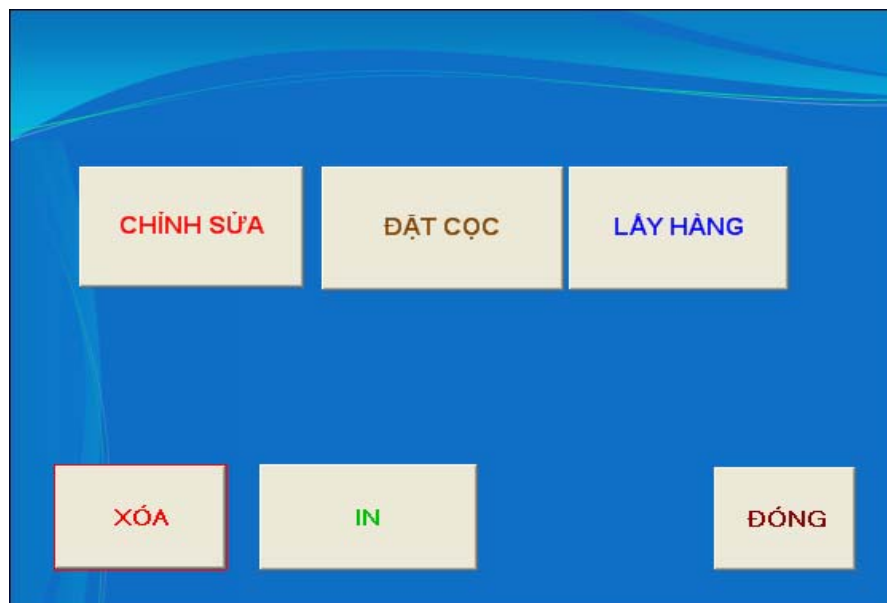 CHỈNH SỬA
ĐẶT CỌC
LẤY HÀNG
XÓA
IN
ĐÓNG